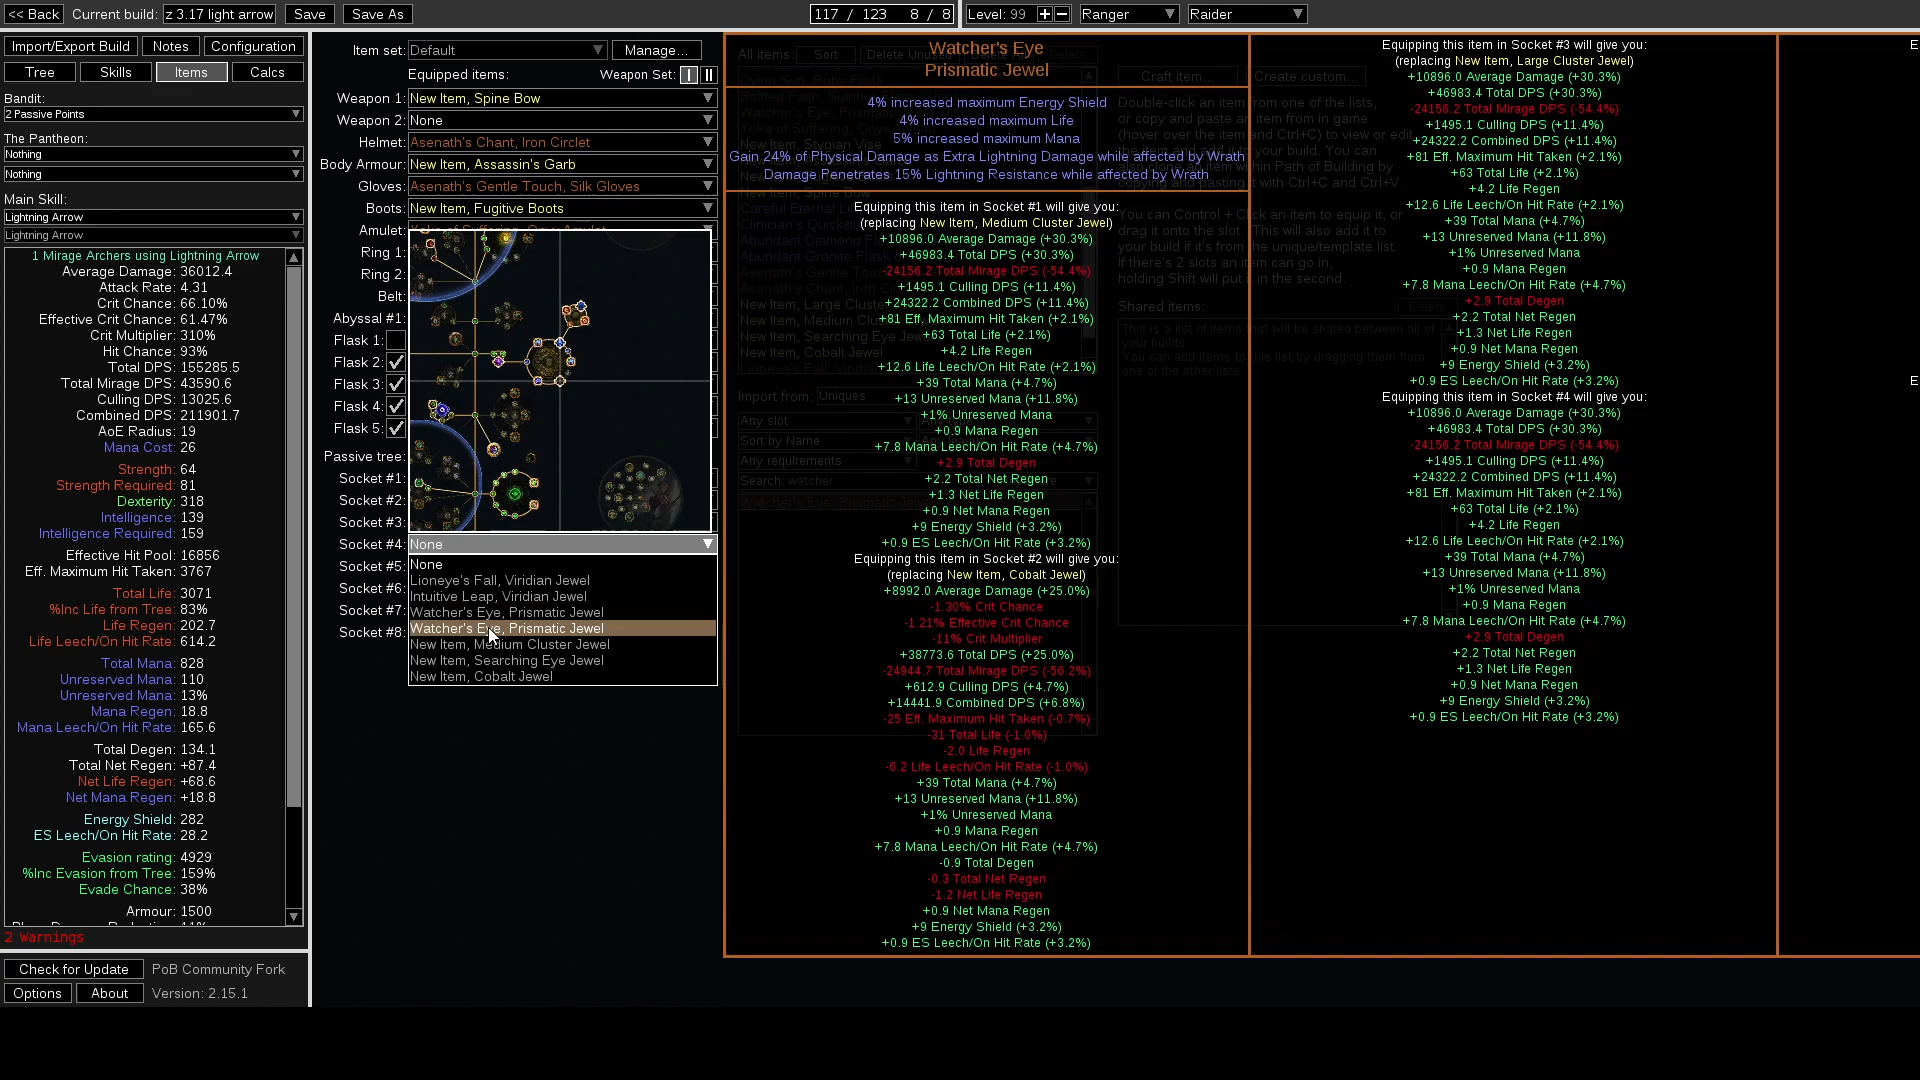 << Back
Current build:
z 3.17 light arrow
Save
Save As
117 / 123 8 / 8
Level: 99
Ranger
Raider
Import/Export Build
Notes
Configuration
Tree
Skills
Items
Calcs
Bandit:
2 Passive Points
The Pantheon:
Nothing
Nothing
Main Skill:
Lightning Arrow
Lightning Arrow
1 Mirage Archers using Lightning Arrow
Average Damage: 36012.4
Attack Rate: 4.31
Crit Chance: 66.10%
Effective Crit Chance: 61.47%
Crit Multiplier: 310%
Hit Chance: 93%
Total DPS: 155285.5
Total Mirage DPS: 43590.6
Culling DPS: 13025.6
Combined DPS: 211901.7
AoE Radius: 19
Mana Cost: 26
Strength: 64
Strength Required: 81
Dexterity: 318
Intelligence: 139
Intelligence Required: 159
Effective Hit Pool: 16856
Eff. Maximum Hit Taken: 3767
Total Life: 3071
%Inc Life from Tree: 83%
Life Regen: 202.7
Life Leech/On Hit Rate: 614.2
Total Mana: 828
Unreserved Mana: 110
Unreserved Mana: 13%
Mana Regen: 18.8
Mana Leech/On Hit Rate: 165.6
Total Degen: 134.1
Total Net Regen: +87.4
Net Life Regen: +68.6
Net Mana Regen: +18.8
Energy Shield: 282
ES Leech/On Hit Rate: 28.2
Evasion rating: 4929
%Inc Evasion from Tree: 159%
Evade Chance: 38%
Armour: 1500
2 Warnings
Check for Update
PoB Community Fork
Options
About
Version: 2.15.1
Item set: Default
Manage...
Equipped items:
Weapon Set: I II
Weapon 1: New Item, Spine Bow
Weapon 2: None
Helmet: Asenath's Chant, Iron Circlet
Body Armour: New Item, Assassin's Garb
Gloves: Asenath's Gentle Touch, Silk Gloves
Boots: New Item, Fugitive Boots
Amulet:
Ring 1:
Ring 2:
Belt:
Abyssal #1:
Flask 1:
Flask 2:
Flask 3:
Flask 4:
Flask 5:
Passive tree:
Socket #1:
Socket #2:
Socket #3:
Socket #4: None
Socket #5:
Socket #6:
Socket #7:
Socket #8:
None
Lioneye's Fall, Viridian Jewel
Intuitive Leap, Viridian Jewel
Watcher's Eye, Prismatic Jewel
Watcher's Eye, Prismatic Jewel
New Item, Medium Cluster Jewel
New Item, Searching Eye Jewel
New Item, Cobalt Jewel
Watcher's Eye
Prismatic Jewel
4% increased maximum Energy Shield
4% increased maximum Life
5% increased maximum Mana
Gain 24% of Physical Damage as Extra Lightning Damage while affected by Wrath
Damage Penetrates 15% Lightning Resistance while affected by Wrath
Equipping this item in Socket #1 will give you:
(replacing New Item, Medium Cluster Jewel)
+10896.0 Average Damage (+30.3%)
+46983.4 Total DPS (+30.3%)
-24156.2 Total Mirage DPS (-54.4%)
+1495.1 Culling DPS (+11.4%)
+24322.2 Combined DPS (+11.4%)
+81 Eff. Maximum Hit Taken (+2.1%)
+63 Total Life (+2.1%)
+4.2 Life Regen
+12.6 Life Leech/On Hit Rate (+2.1%)
+39 Total Mana (+4.7%)
+13 Unreserved Mana (+11.8%)
+1% Unreserved Mana
+0.9 Mana Regen
+7.8 Mana Leech/On Hit Rate (+4.7%)
+2.9 Total Degen
+2.2 Total Net Regen
+1.3 Net Life Regen
+0.9 Net Mana Regen
+9 Energy Shield (+3.2%)
+0.9 ES Leech/On Hit Rate (+3.2%)
Equipping this item in Socket #2 will give you:
(replacing New Item, Cobalt Jewel)
+8992.0 Average Damage (+25.0%)
-1.30% Crit Chance
-1.21% Effective Crit Chance
-11% Crit Multiplier
+38773.6 Total DPS (+25.0%)
-24944.7 Total Mirage DPS (-56.2%)
+612.9 Culling DPS (+4.7%)
+14441.9 Combined DPS (+6.8%)
-25 Eff. Maximum Hit Taken (-0.7%)
-31 Total Life (-1.0%)
-2.0 Life Regen
-6.2 Life Leech/On Hit Rate (-1.0%)
+39 Total Mana (+4.7%)
+13 Unreserved Mana (+11.8%)
+1% Unreserved Mana
+0.9 Mana Regen
+7.8 Mana Leech/On Hit Rate (+4.7%)
-0.9 Total Degen
-0.3 Total Net Regen
-1.2 Net Life Regen
+0.9 Net Mana Regen
+9 Energy Shield (+3.2%)
+0.9 ES Leech/On Hit Rate (+3.2%)
Equipping this item in Socket #3 will give you:
(replacing New Item, Large Cluster Jewel)
+10896.0 Average Damage (+30.3%)
+46983.4 Total DPS (+30.3%)
-24156.2 Total Mirage DPS (-54.4%)
+1495.1 Culling DPS (+11.4%)
+24322.2 Combined DPS (+11.4%)
+81 Eff. Maximum Hit Taken (+2.1%)
+63 Total Life (+2.1%)
+4.2 Life Regen
+12.6 Life Leech/On Hit Rate (+2.1%)
+39 Total Mana (+4.7%)
+13 Unreserved Mana (+11.8%)
+1% Unreserved Mana
+0.9 Mana Regen
+7.8 Mana Leech/On Hit Rate (+4.7%)
+2.9 Total Degen
+2.2 Total Net Regen
+1.3 Net Life Regen
+0.9 Net Mana Regen
+9 Energy Shield (+3.2%)
+0.9 ES Leech/On Hit Rate (+3.2%)
Equipping this item in Socket #4 will give you:
+10896.0 Average Damage (+30.3%)
+46983.4 Total DPS (+30.3%)
-24156.2 Total Mirage DPS (-54.4%)
+1495.1 Culling DPS (+11.4%)
+24322.2 Combined DPS (+11.4%)
+81 Eff. Maximum Hit Taken (+2.1%)
+63 Total Life (+2.1%)
+4.2 Life Regen
+12.6 Life Leech/On Hit Rate (+2.1%)
+39 Total Mana (+4.7%)
+13 Unreserved Mana (+11.8%)
+1% Unreserved Mana
+0.9 Mana Regen
+7.8 Mana Leech/On Hit Rate (+4.7%)
+2.9 Total Degen
+2.2 Total Net Regen
+1.3 Net Life Regen
+0.9 Net Mana Regen
+9 Energy Shield (+3.2%)
+0.9 ES Leech/On Hit Rate (+3.2%)
E
E